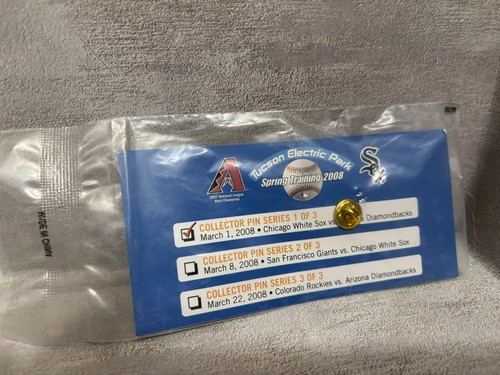 Tucson Electric Park
Spring Training 2008
2007 National League
West Champions
Sox
COLLECTOR PIN SERIES 1 OF 3
March 1, 2008 • Chicago White Sox vs. Diamondbacks
COLLECTOR PIN SERIES 2 OF 3
March 8, 2008 • San Francisco Giants vs. Chicago White Sox
COLLECTOR PIN SERIES 3 OF 3
March 22, 2008 • Colorado Rockies vs. Arizona Diamondbacks
MADE IN CHINA